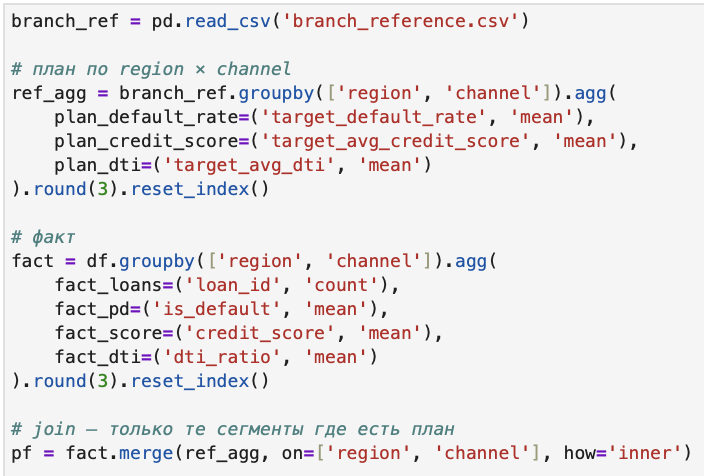 branch_ref = pd.read_csv('branch_reference.csv')

# план по region × channel
ref_agg = branch_ref.groupby(['region', 'channel']).agg(
    plan_default_rate=('target_default_rate', 'mean'),
    plan_credit_score=('target_avg_credit_score', 'mean'),
    plan_dti=('target_avg_dti', 'mean')
).round(3).reset_index()

# факт
fact = df.groupby(['region', 'channel']).agg(
    fact_loans=('loan_id', 'count'),
    fact_pd=('is_default', 'mean'),
    fact_score=('credit_score', 'mean'),
    fact_dti=('dti_ratio', 'mean')
).round(3).reset_index()

# join — только те сегменты где есть план
pf = fact.merge(ref_agg, on=['region', 'channel'], how='inner')